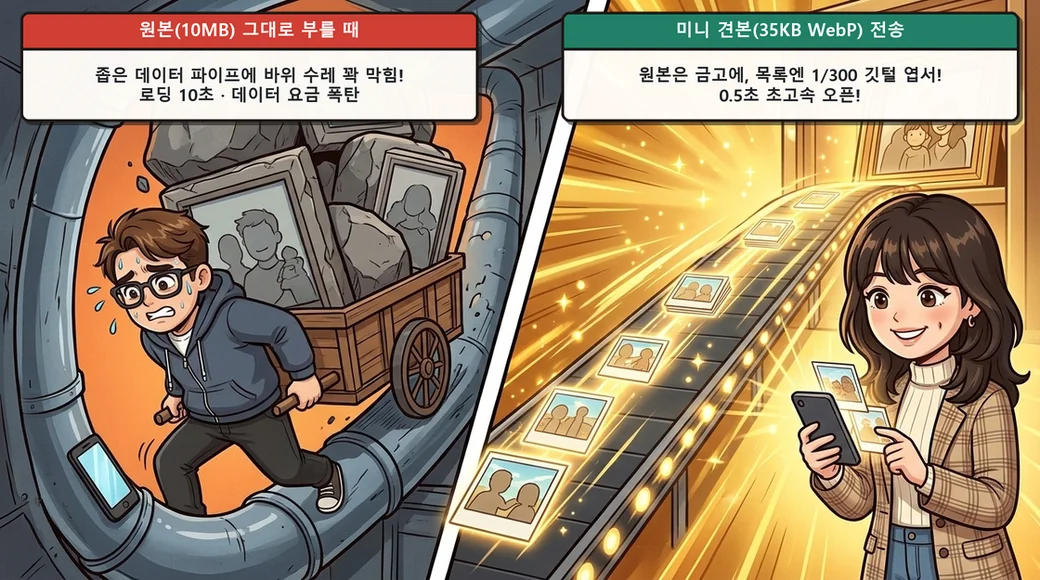 원본(10MB) 그대로 부를 때
좁은 데이터 파이프에 바위 수레 꽉 막힘!
로딩 10초 · 데이터 요금 폭탄
미니 견본(35KB WebP) 전송
원본은 금고에, 목록엔 1/300 깃털 엽서!
0.5초 초고속 오픈!